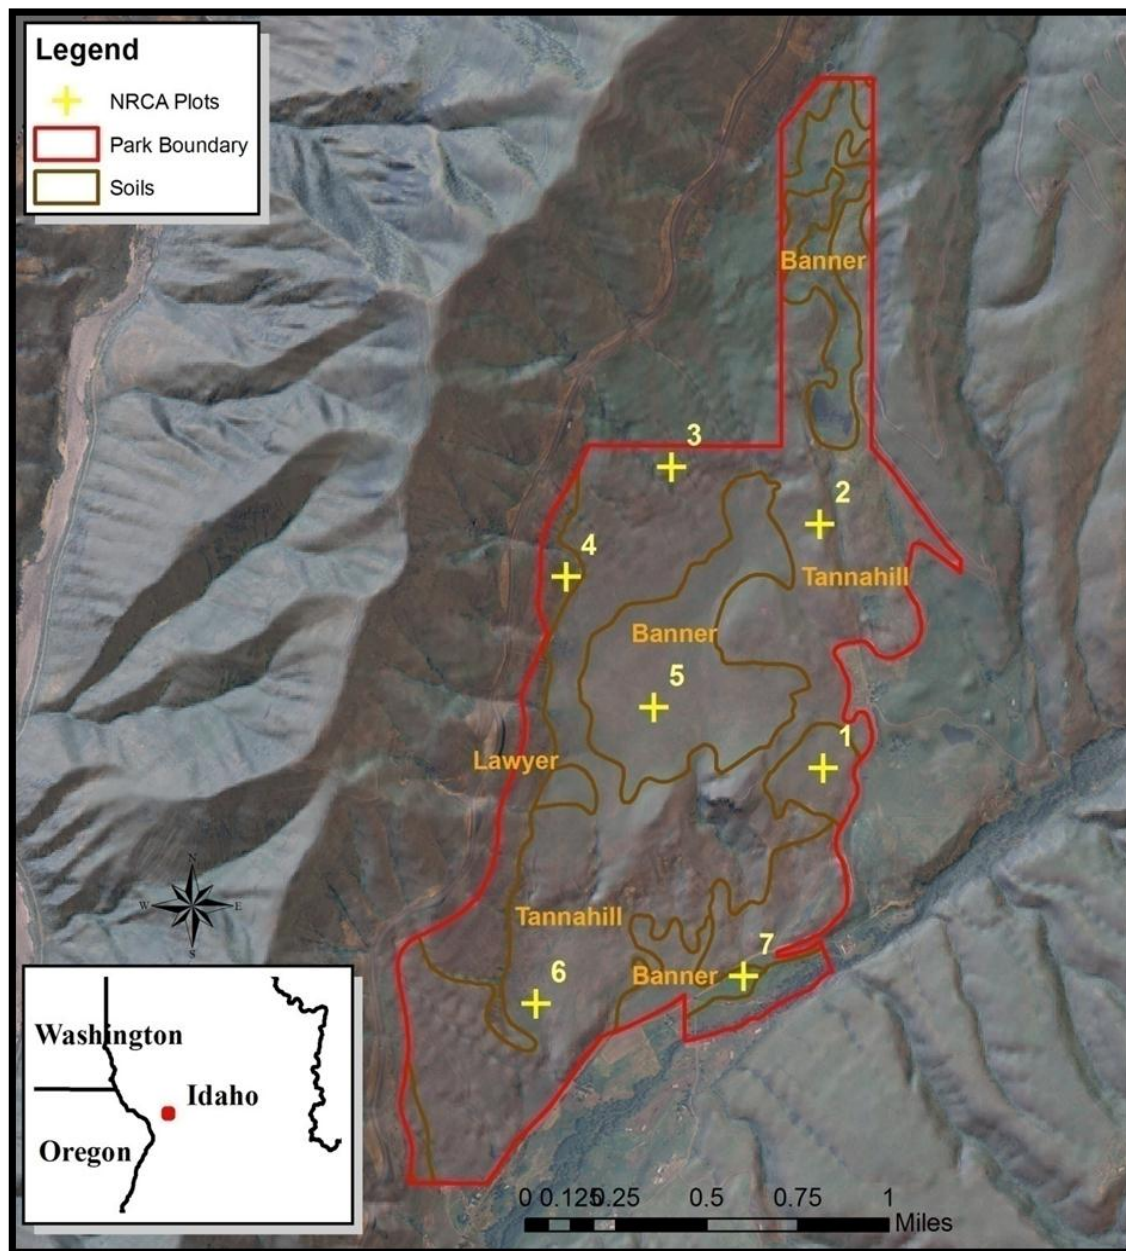 Legend
NRCA Plots
Park Boundary
Soils
Banner
3
2
4
Tannahill
Banner
5
1
Lawyer
Tannahill
7
Banner
6
N
W E
S
Washington
Idaho
Oregon
0 0.125 0.25 0.5 0.75 1
Miles